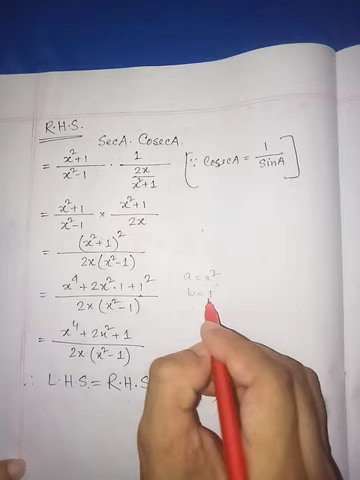 R.H.S.
SecA . CosecA
= x²+1/x²-1 . 1/(2x/x²+1) [∵ CosecA = 1/SinA]
= x²+1/x²-1 × x²+1/2x
= (x²+1)²/2x(x²-1)
= x⁴+2x²·1+1²/2x(x²-1) a = x²
b = 1
= x⁴+2x²+1/2x(x²-1)
∴ L.H.S. = R.H.S